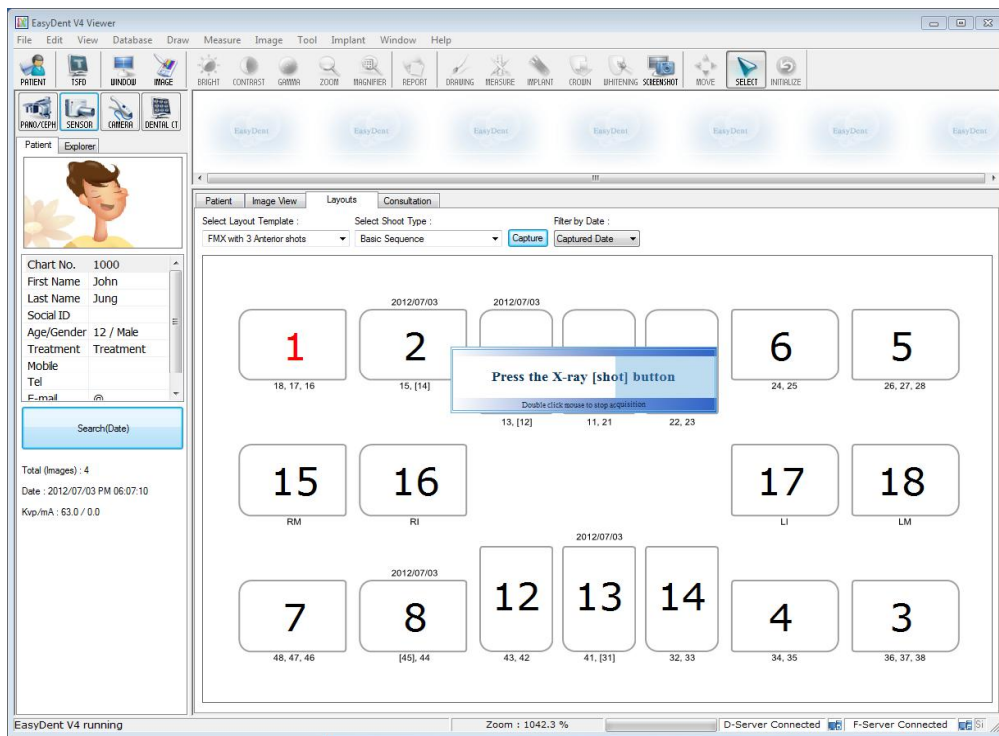 EasyDent V4 Viewer
File Edit View Database Draw Measure Image Tool Implant Window Help
PATIENT TSFD WINDOW IMAGE BRIGHT CONTRAST GAMMA ZOOM MAGNIFIER REPORT DRAWING MEASURE IMPLANT CROWN WHITENING SCREENSHOT MOVE SELECT INITIALIZE
PANO/CEPH SENSOR CAMERA DENTAL CT
EasyDent EasyDent EasyDent EasyDent EasyDent EasyDent EasyDent
Patient Explorer
Patient Image View Layouts Consultation
Select Layout Template : Select Shoot Type : Filter by Date :
FMX with 3 Anterior shots Basic Sequence Capture Captured Date
Chart No. 1000
First Name John
Last Name Jung
Social ID
Age/Gender 12 / Male
Treatment Treatment
Mobile
Tel
E-mail @
Search(Date)
Total (Images) : 4
Date : 2012/07/03 PM 06:07:10
Kvp/mA : 63.0 / 0.0
2012/07/03 2012/07/03
1 2 6 5
Press the X-ray [shot] button
Double click mouse to stop acquisition
18, 17, 16 15, [14] 24, 25 26, 27, 28
13, [12] 11, 21 22, 23
15 16 17 18
RM RI LI LM
2012/07/03
2012/07/03
12 13 14
7 8 4 3
48, 47, 46 [45], 44 43, 42 41, [31] 32, 33 34, 35 36, 37, 38
EasyDent V4 running Zoom : 1042.3 % D-Server Connected F-Server Connected Si